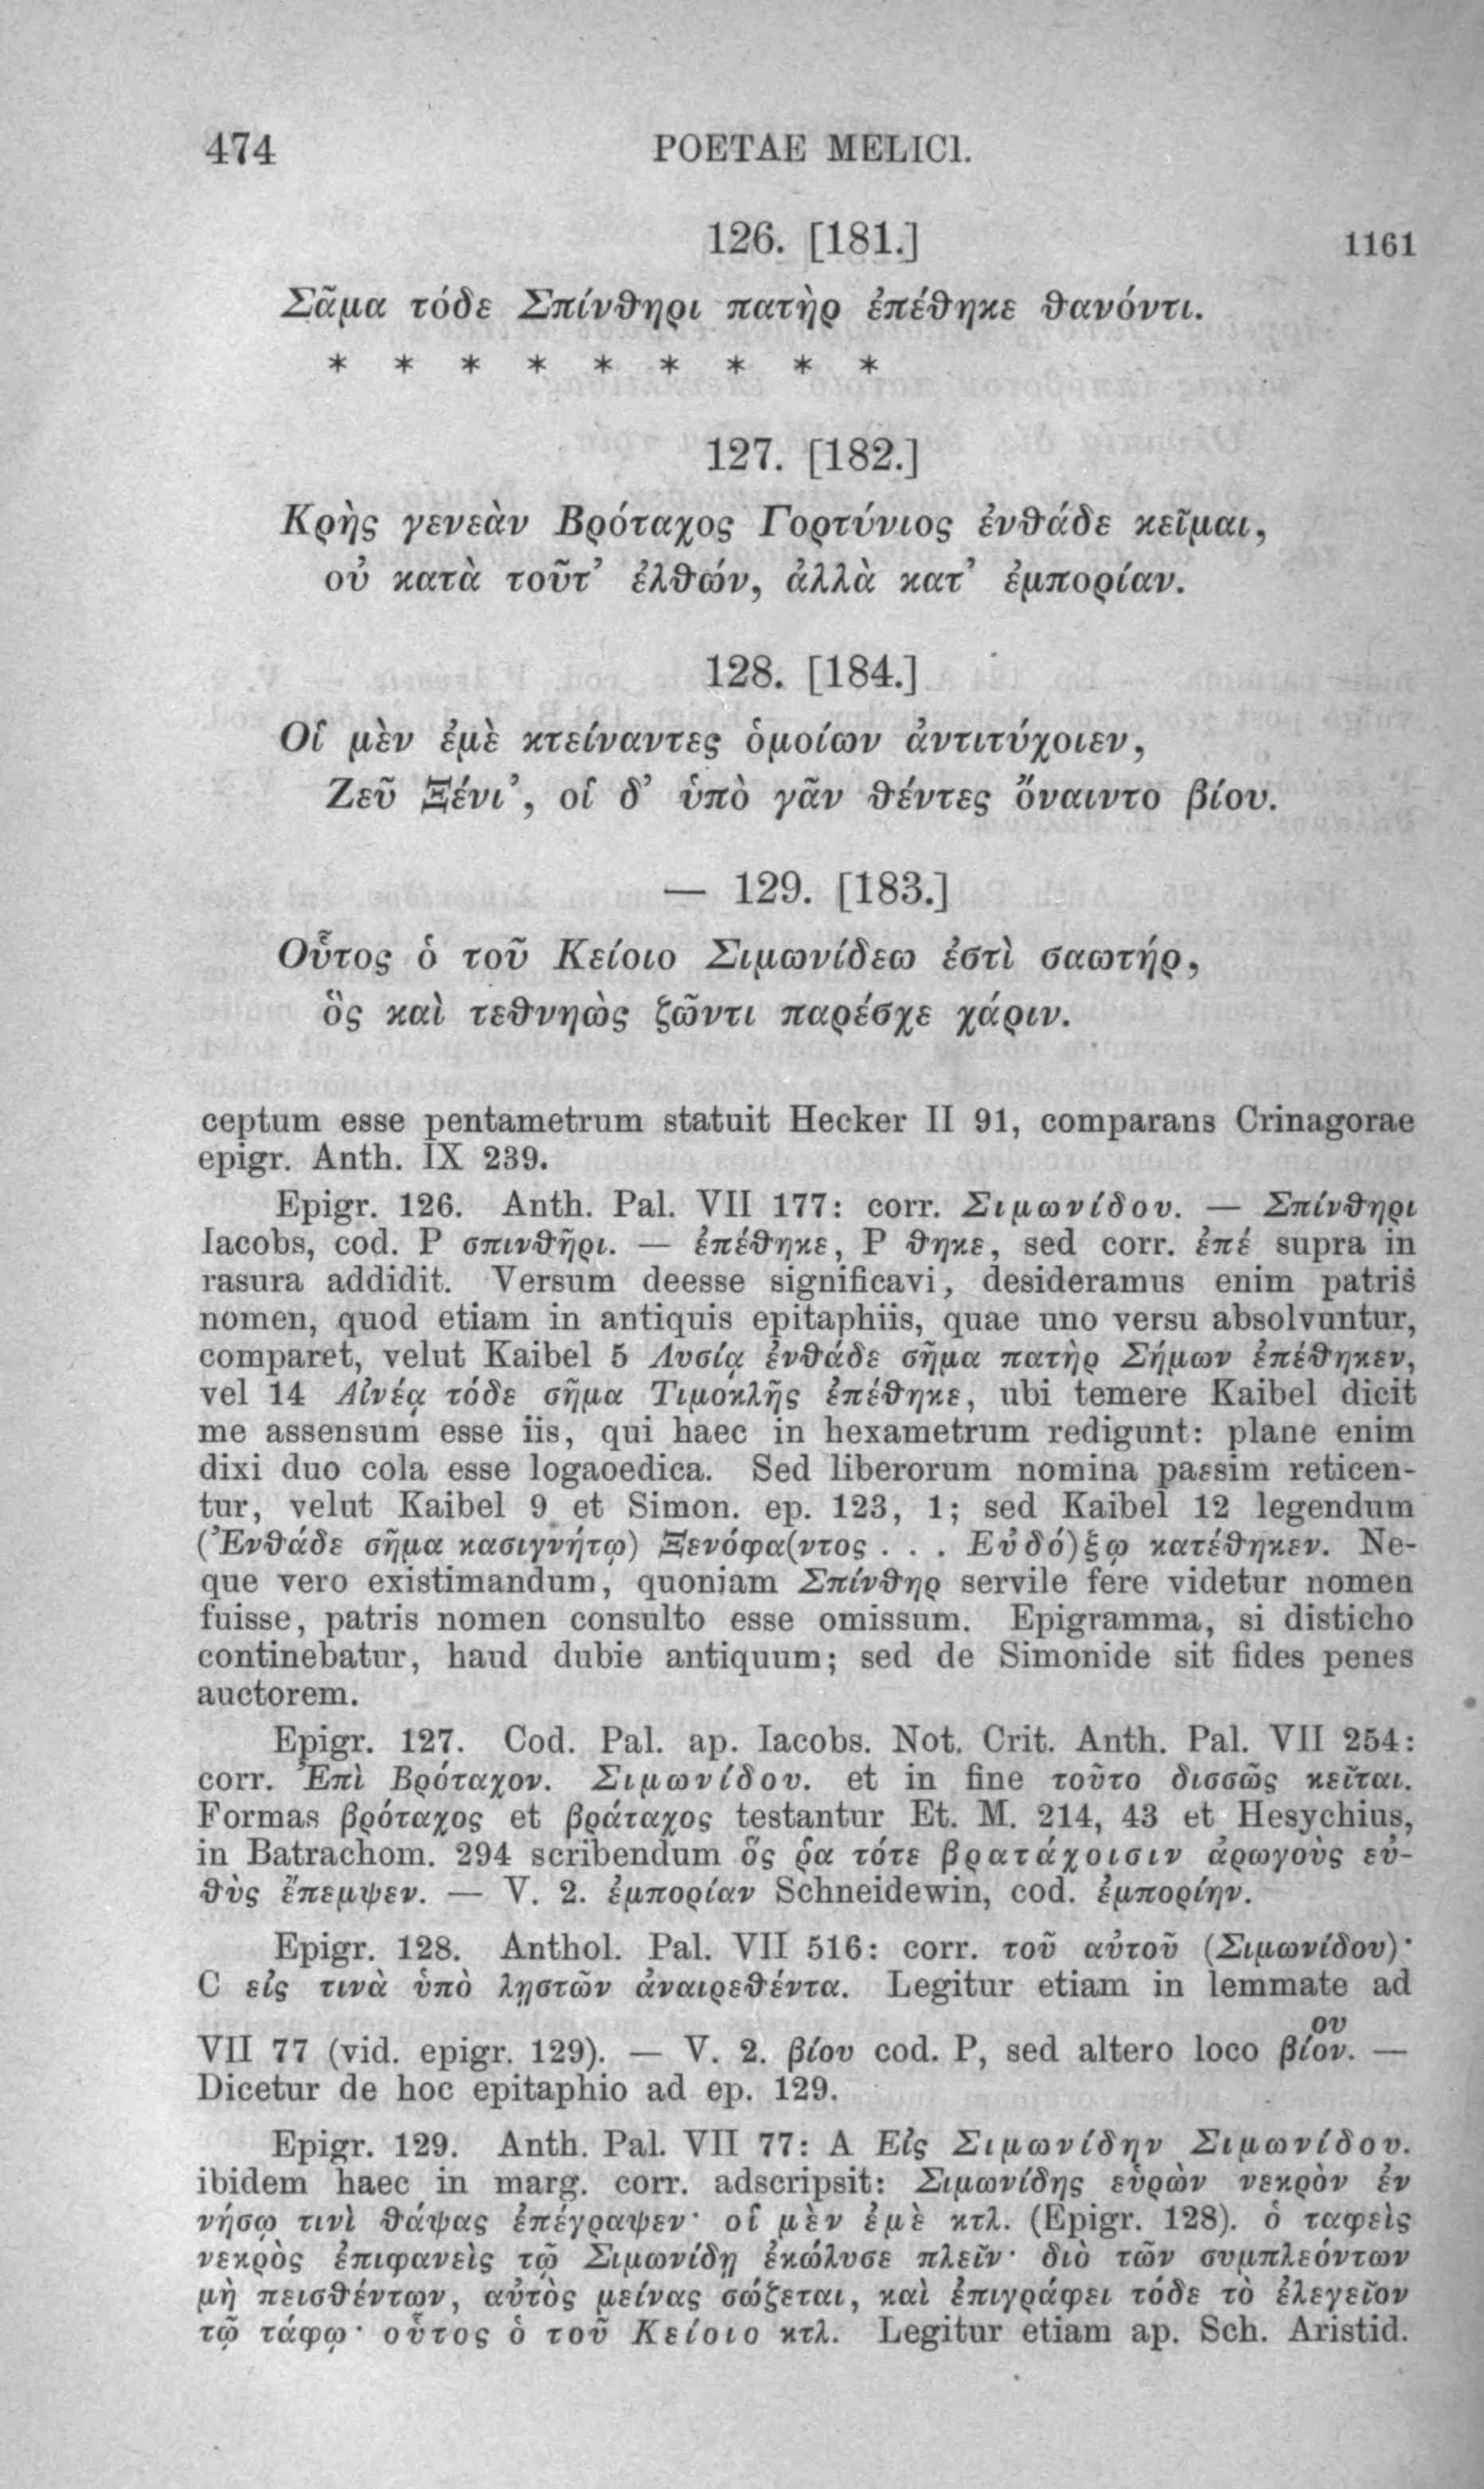 474 POETAE MELICI.
126. [181.] 1161
Σᾶμα τόδε Σπίνθηρι πατὴρ ἐπέθηκε θανόντι.
* * * * * * * * *
127. [182.]
Κρὴς γενεὰν Βρόταχος Γορτύνιος ἐνθάδε κεῖμαι,
οὐ κατὰ τοῦτ’ ἐλθών, ἀλλὰ κατ’ ἐμπορίαν.
128. [184.]
Οἱ μὲν ἐμὲ κτείναντες ὁμοίων ἀντιτύχοιεν,
Ζεῦ Ξένι’, οἱ δ’ ὑπὸ γᾶν θέντες ὄναιντο βίου.
— 129. [183.]
Οὗτος ὁ τοῦ Κείοιο Σιμωνίδεω ἐστὶ σαωτήρ,
ὃς καὶ τεθνηὼς ζῶντι παρέσχε χάριν.
ceptum esse pentametrum statuit Hecker II 91, comparans Crinagorae
epigr. Anth. IX 239.
Epigr. 126. Anth. Pal. VII 177: corr. Σιμωνίδου. — Σπίνθηρι
Iacobs, cod. P σπινθῆρι. — ἐπέθηκε, P θηκε, sed corr. ἐπέ supra in
rasura addidit. Versum deesse significavi, desideramus enim patris
nomen, quod etiam in antiquis epitaphiis, quae uno versu absolvuntur,
comparet, velut Kaibel 5 Λυσίᾳ ἐνθάδε σῆμα πατὴρ Σήμων ἐπέθηκεν,
vel 14 Αἰνέᾳ τόδε σῆμα Τιμοκλῆς ἐπέθηκε, ubi temere Kaibel dicit
me assensum esse iis, qui haec in hexametrum redigunt: plane enim
dixi duo cola esse logaoedica. Sed liberorum nomina passim reticen-
tur, velut Kaibel 9 et Simon. ep. 123, 1; sed Kaibel 12 legendum
(Ἐνθάδε σῆμα κασιγνήτῳ) Ξενόφα(ντος . . . Εὐδό)ξῳ κατέθηκεν. Ne-
que vero existimandum, quoniam Σπίνθηρ servile fere videtur nomen
fuisse, patris nomen consulto esse omissum. Epigramma, si disticho
continebatur, haud dubie antiquum; sed de Simonide sit fides penes
auctorem.
Epigr. 127. Cod. Pal. ap. Iacobs. Not. Crit. Anth. Pal. VII 254:
corr. Ἐπὶ Βρόταχον. Σιμωνίδου. et in fine τοῦτο δισσῶς κεῖται.
Formas βρόταχος et βράταχος testantur Et. M. 214, 43 et Hesychius,
in Batrachom. 294 scribendum ὅς ῥα τότε βρατάχοισιν ἀρωγοὺς εὐ-
θὺς ἔπεμψεν. — V. 2. ἐμπορίαν Schneidewin, cod. ἐμπορίην.
Epigr. 128. Anthol. Pal. VII 516: corr. τοῦ αὐτοῦ (Σιμωνίδου)·
C εἰς τινὰ ὑπὸ λῃστῶν ἀναιρεθέντα. Legitur etiam in lemmate ad
ου
VII 77 (vid. epigr. 129). — V. 2. βίου cod. P, sed altero loco βίον. —
Dicetur de hoc epitaphio ad ep. 129.
Epigr. 129. Anth. Pal. VII 77: A Εἰς Σιμωνίδην Σιμωνίδου.
ibidem haec in marg. corr. adscripsit: Σιμωνίδης εὑρὼν νεκρὸν ἐν
νήσῳ τινὶ θάψας ἐπέγραψεν· οἱ μὲν ἐμὲ κτλ. (Epigr. 128). ὁ ταφεὶς
νεκρὸς ἐπιφανεὶς τῷ Σιμωνίδῃ ἐκώλυσε πλεῖν· διὸ τῶν συμπλεόντων
μὴ πεισθέντων, αὐτὸς μείνας σώζεται, καὶ ἐπιγράφει τόδε τὸ ἐλεγεῖον
τῷ τάφῳ· οὗτος ὁ τοῦ Κείοιο κτλ. Legitur etiam ap. Sch. Aristid.